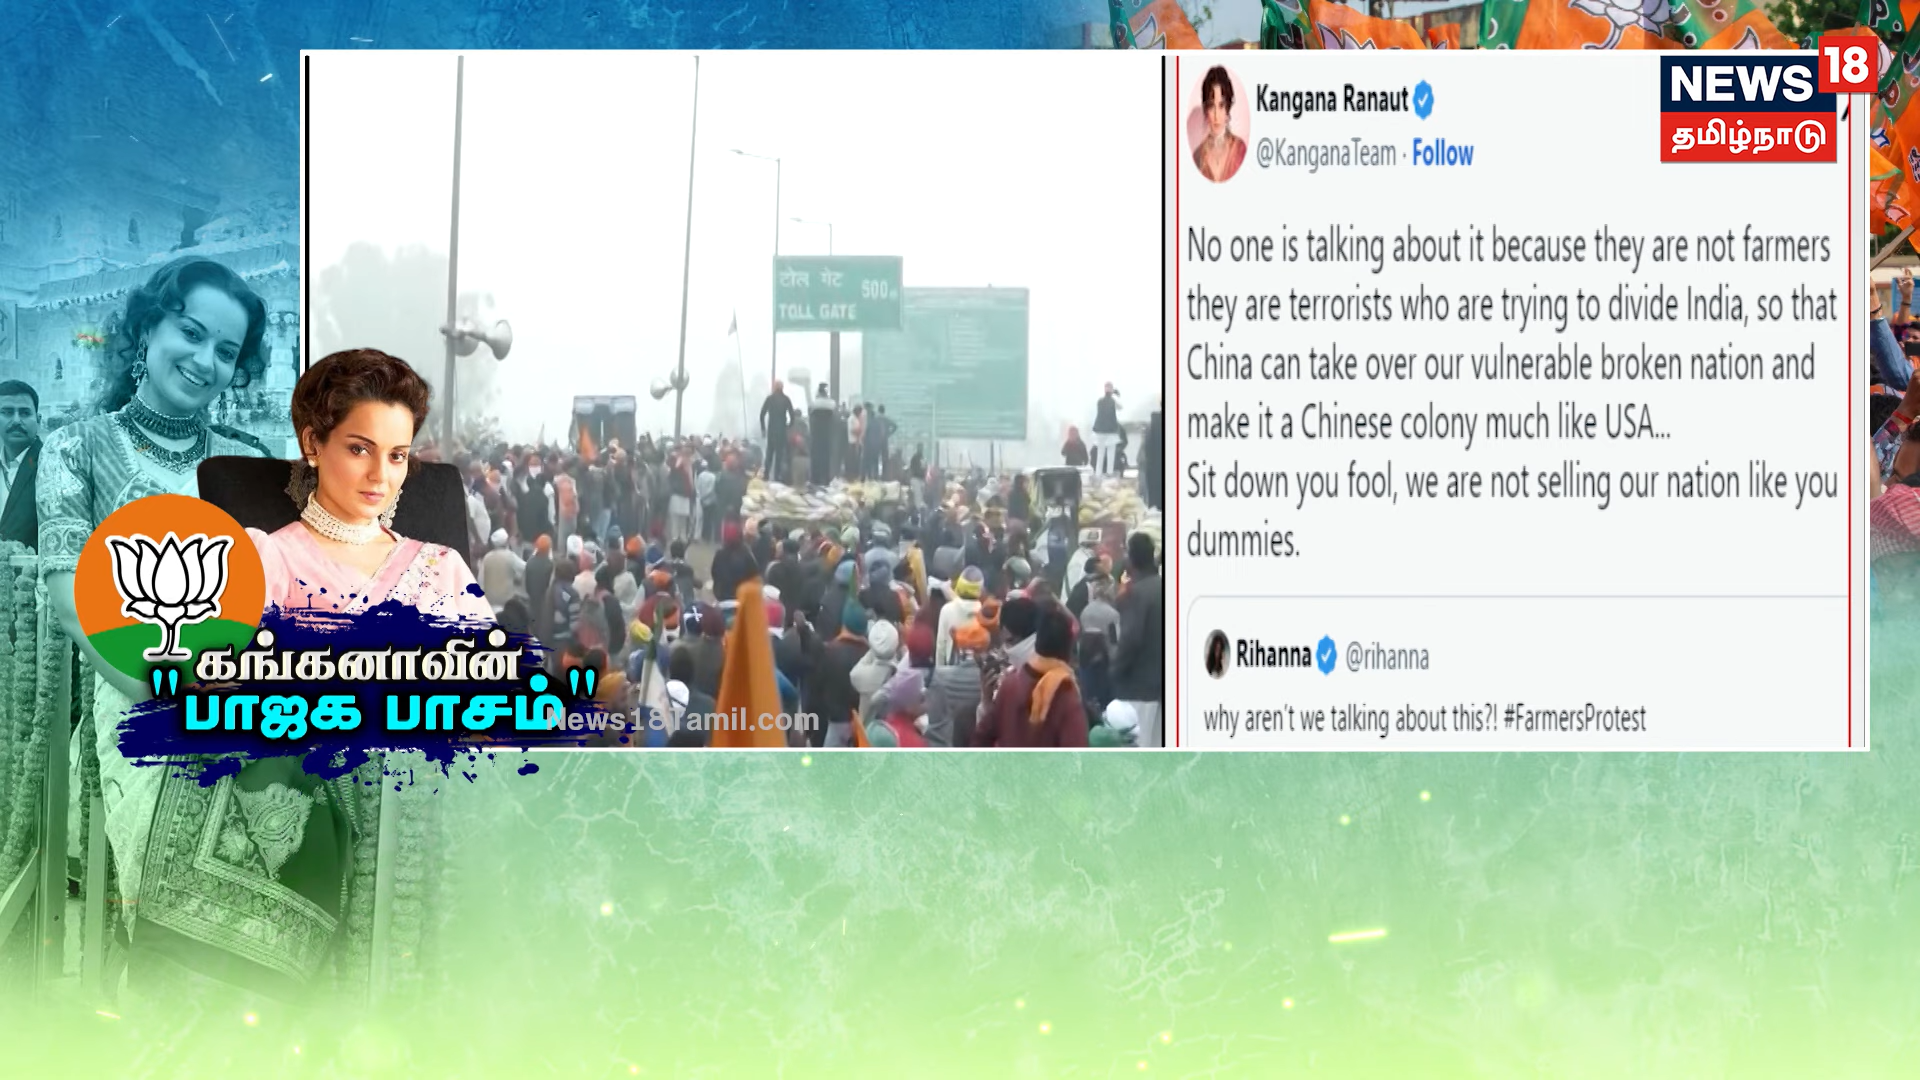 NEWS 18
தமிழ்நாடு
Kangana Ranaut
@KanganaTeam · Follow
No one is talking about it because they are not farmers
they are terrorists who are trying to divide India, so that
China can take over our vulnerable broken nation and
make it a Chinese colony much like USA...
Sit down you fool, we are not selling our nation like you
dummies.
Rihanna @rihanna
why aren't we talking about this?! #FarmersProtest
टोल गेट 500
TOLL GATE
கங்கனாவின்
"பாஜக பாசம்"
News18Tamil.com